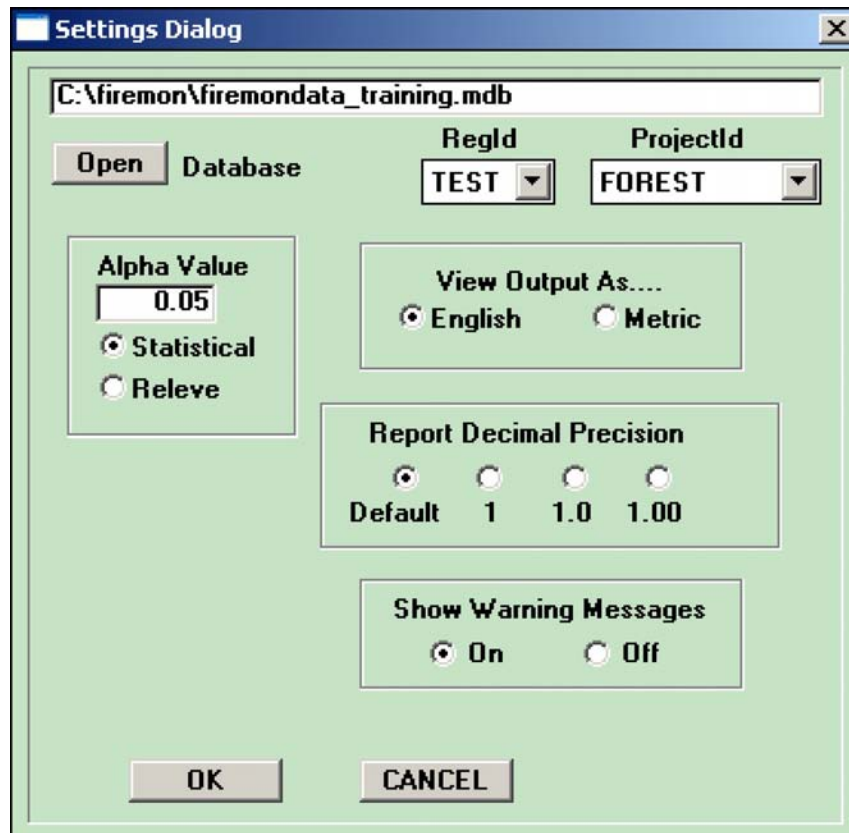 Settings Dialog
C:\firemon\firemondata_training.mdb
Open Database
RegId
TEST
ProjectId
FOREST
Alpha Value
0.05
Statistical
Releve
View Output As....
English Metric
Report Decimal Precision
Default 1 1.0 1.00
Show Warning Messages
On Off
OK CANCEL